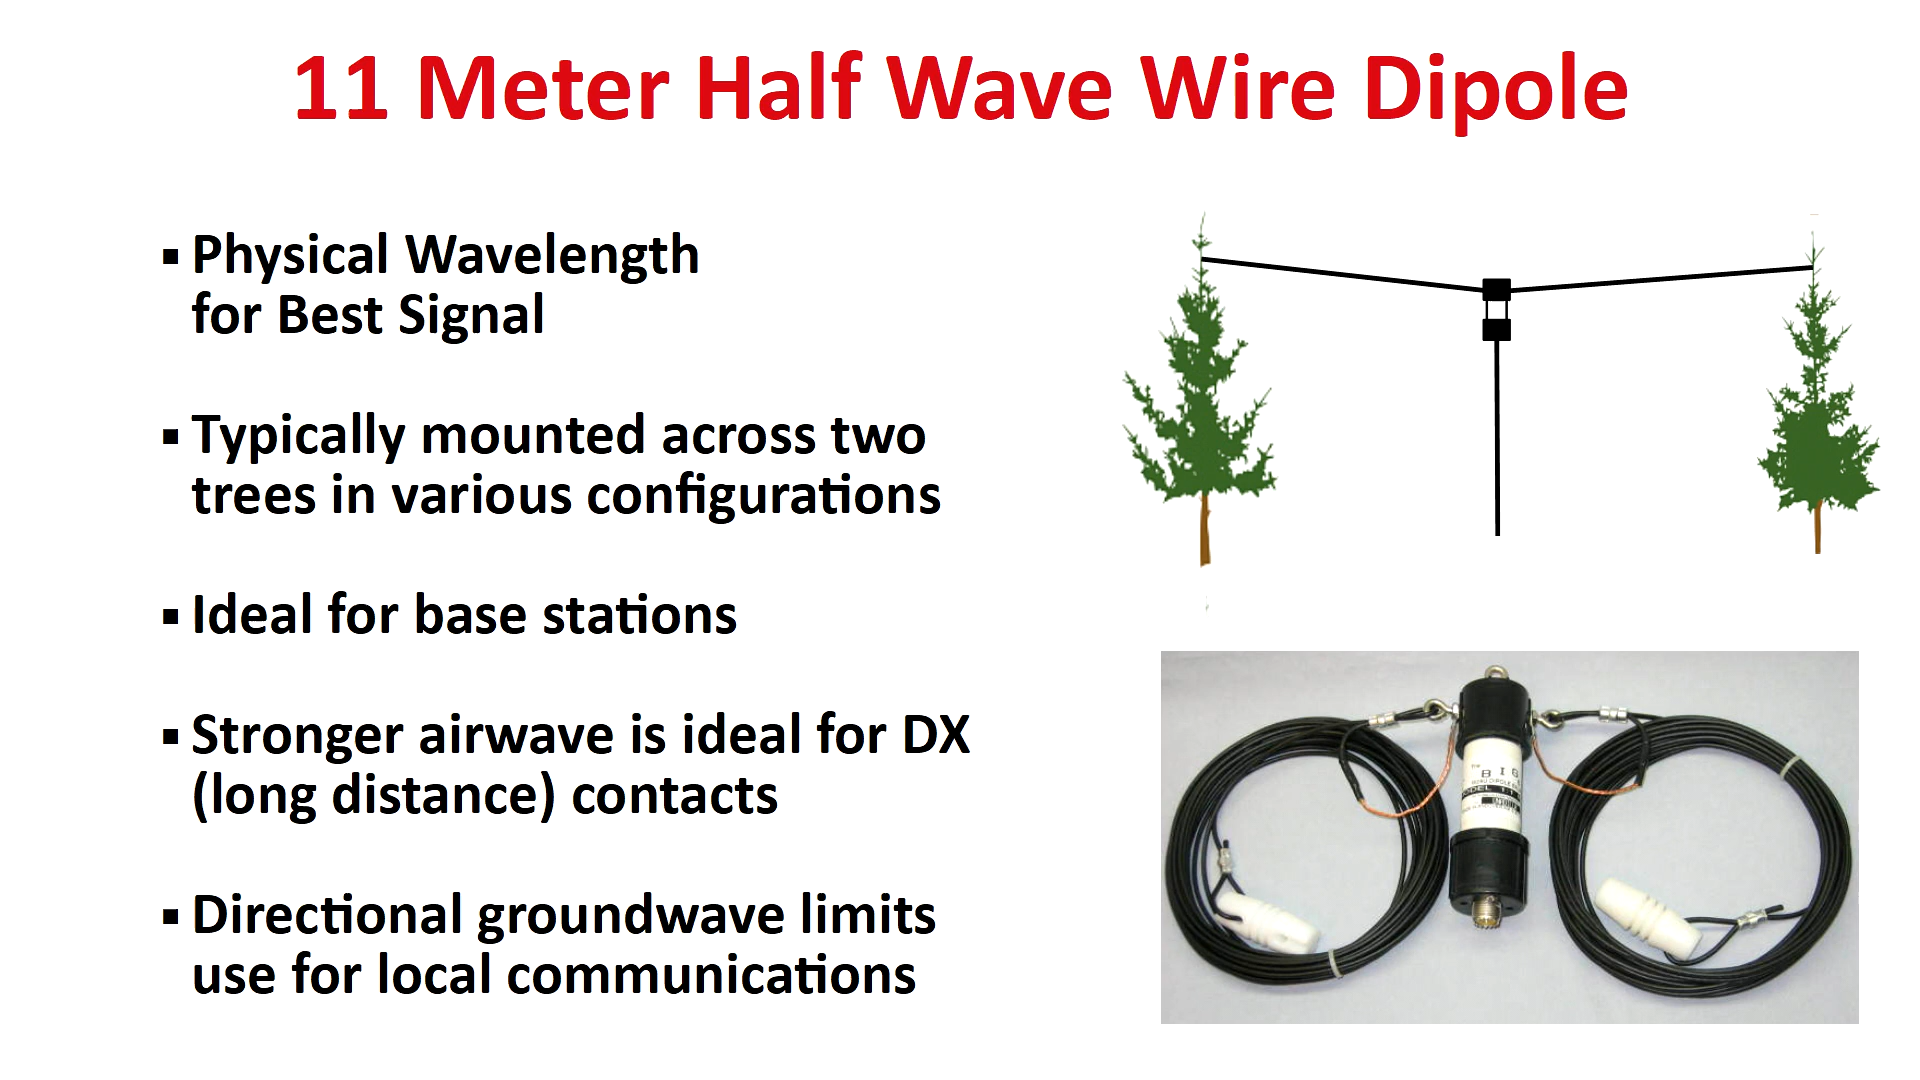 11 Meter Half Wave Wire Dipole
▪ Physical Wavelength
for Best Signal
▪ Typically mounted across two
trees in various configurations
▪ Ideal for base stations
▪ Stronger airwave is ideal for DX
(long distance) contacts
▪ Directional groundwave limits
use for local communications
The